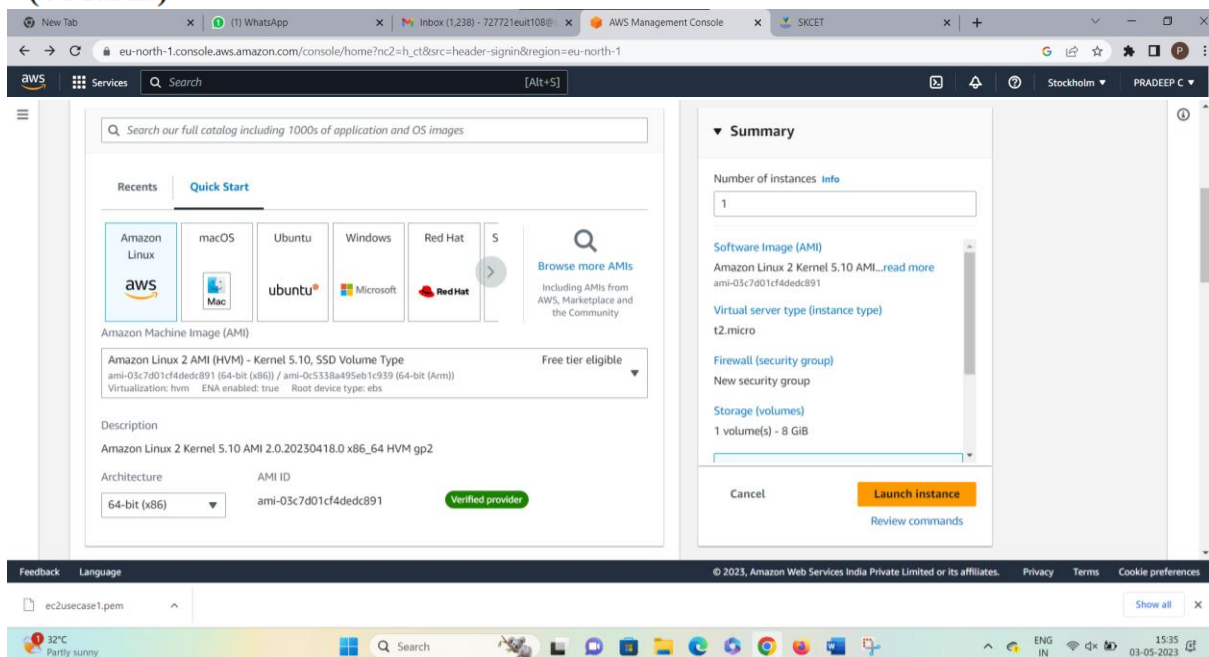 New Tab
(1) WhatsApp
Inbox (1,238) - 727721euit108@
AWS Management Console
SKCET
eu-north-1.console.aws.amazon.com/console/home?nc2=h_ct&src=header-signin&region=eu-north-1
G
P
aws
Services
Search
[Alt+S]
Stockholm
PRADEEP C
Search our full catalog including 1000s of application and OS images
Recents
Quick Start
Amazon Linux
aws
macOS
Mac
Ubuntu
ubuntu
Windows
Microsoft
Red Hat
Red Hat
S
Browse more AMIs
Including AMIs from
AWS, Marketplace and
the Community
Amazon Machine Image (AMI)
Amazon Linux 2 AMI (HVM) - Kernel 5.10, SSD Volume Type
Free tier eligible
ami-03c7d01cf4dedc891 (64-bit (x86)) / ami-0c5338a495eb1c939 (64-bit (Arm))
Virtualization: hvm ENA enabled: true Root device type: ebs
Description
Amazon Linux 2 Kernel 5.10 AMI 2.0.20230418.0 x86_64 HVM gp2
Architecture
AMI ID
64-bit (x86)
ami-03c7d01cf4dedc891
Verified provider
Summary
Number of instances Info
1
Software Image (AMI)
Amazon Linux 2 Kernel 5.10 AMI...read more
ami-03c7d01cf4dedc891
Virtual server type (instance type)
t2.micro
Firewall (security group)
New security group
Storage (volumes)
1 volume(s) - 8 GiB
Cancel
Launch instance
Review commands
Feedback
Language
© 2023, Amazon Web Services India Private Limited or its affiliates.
Privacy
Terms
Cookie preferences
ec2usecase1.pem
Show all
1
32°C
Partly sunny
Search
ENG
IN
15:35
03-05-2023